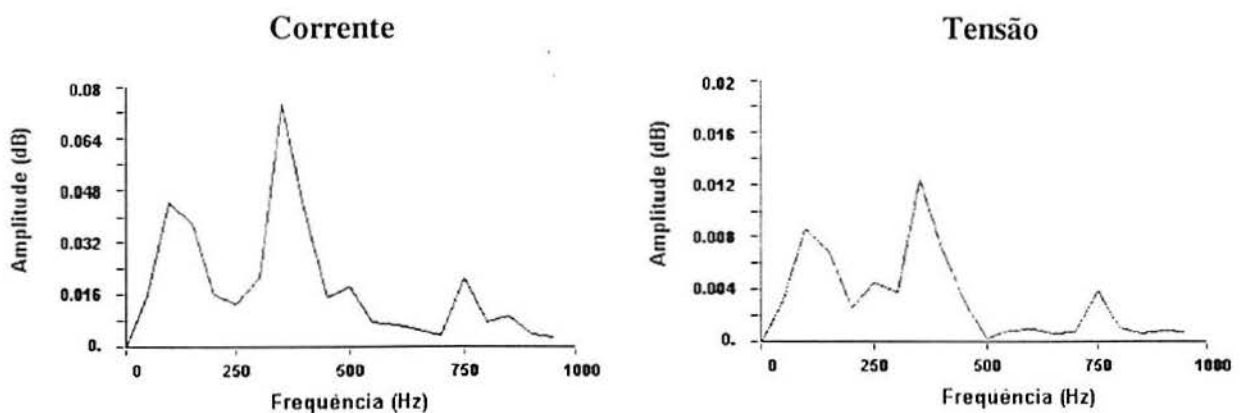 Corrente
Tensão
0.08
0.064
0.048
0.032
0.016
0.
Amplitude (dB)
0 250 500 750 1000
Frequência (Hz)
0.02
0.016
0.012
0.008
0.004
0.
Amplitude (dB)
0 250 500 750 1000
Frequência (Hz)